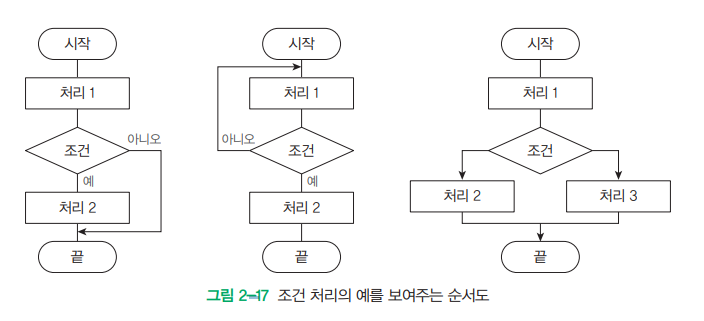 시작
처리 1
조건
아니오
예
처리 2
끝
시작
처리 1
아니오
조건
예
처리 2
끝
시작
처리 1
조건
처리 2
처리 3
끝
그림 2-17 조건 처리의 예를 보여주는 순서도